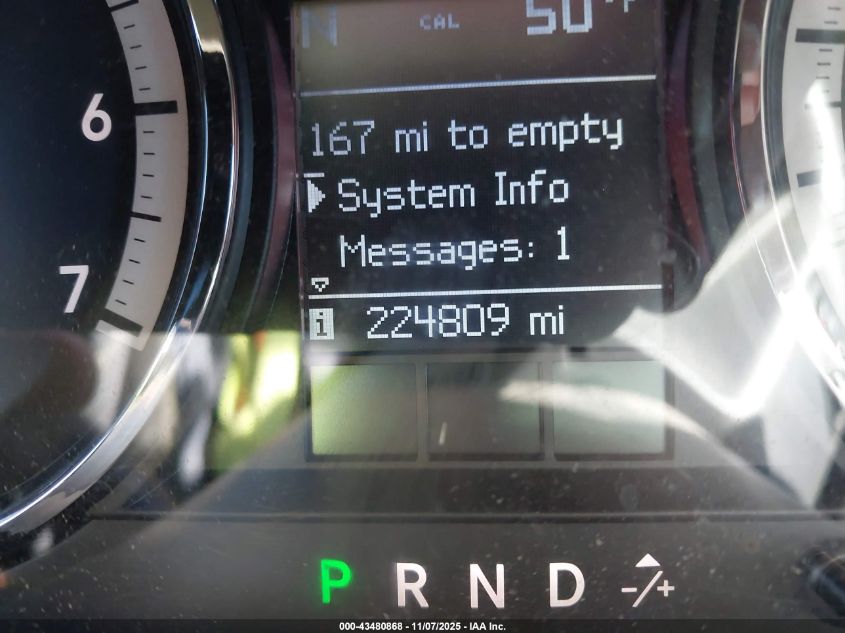 N CAL 50 °F
6
167 mi to empty
System Info
Messages: 1
7
i 224809 mi
P R N D -/+
000-43480868 - 11/07/2025 - IAA Inc.